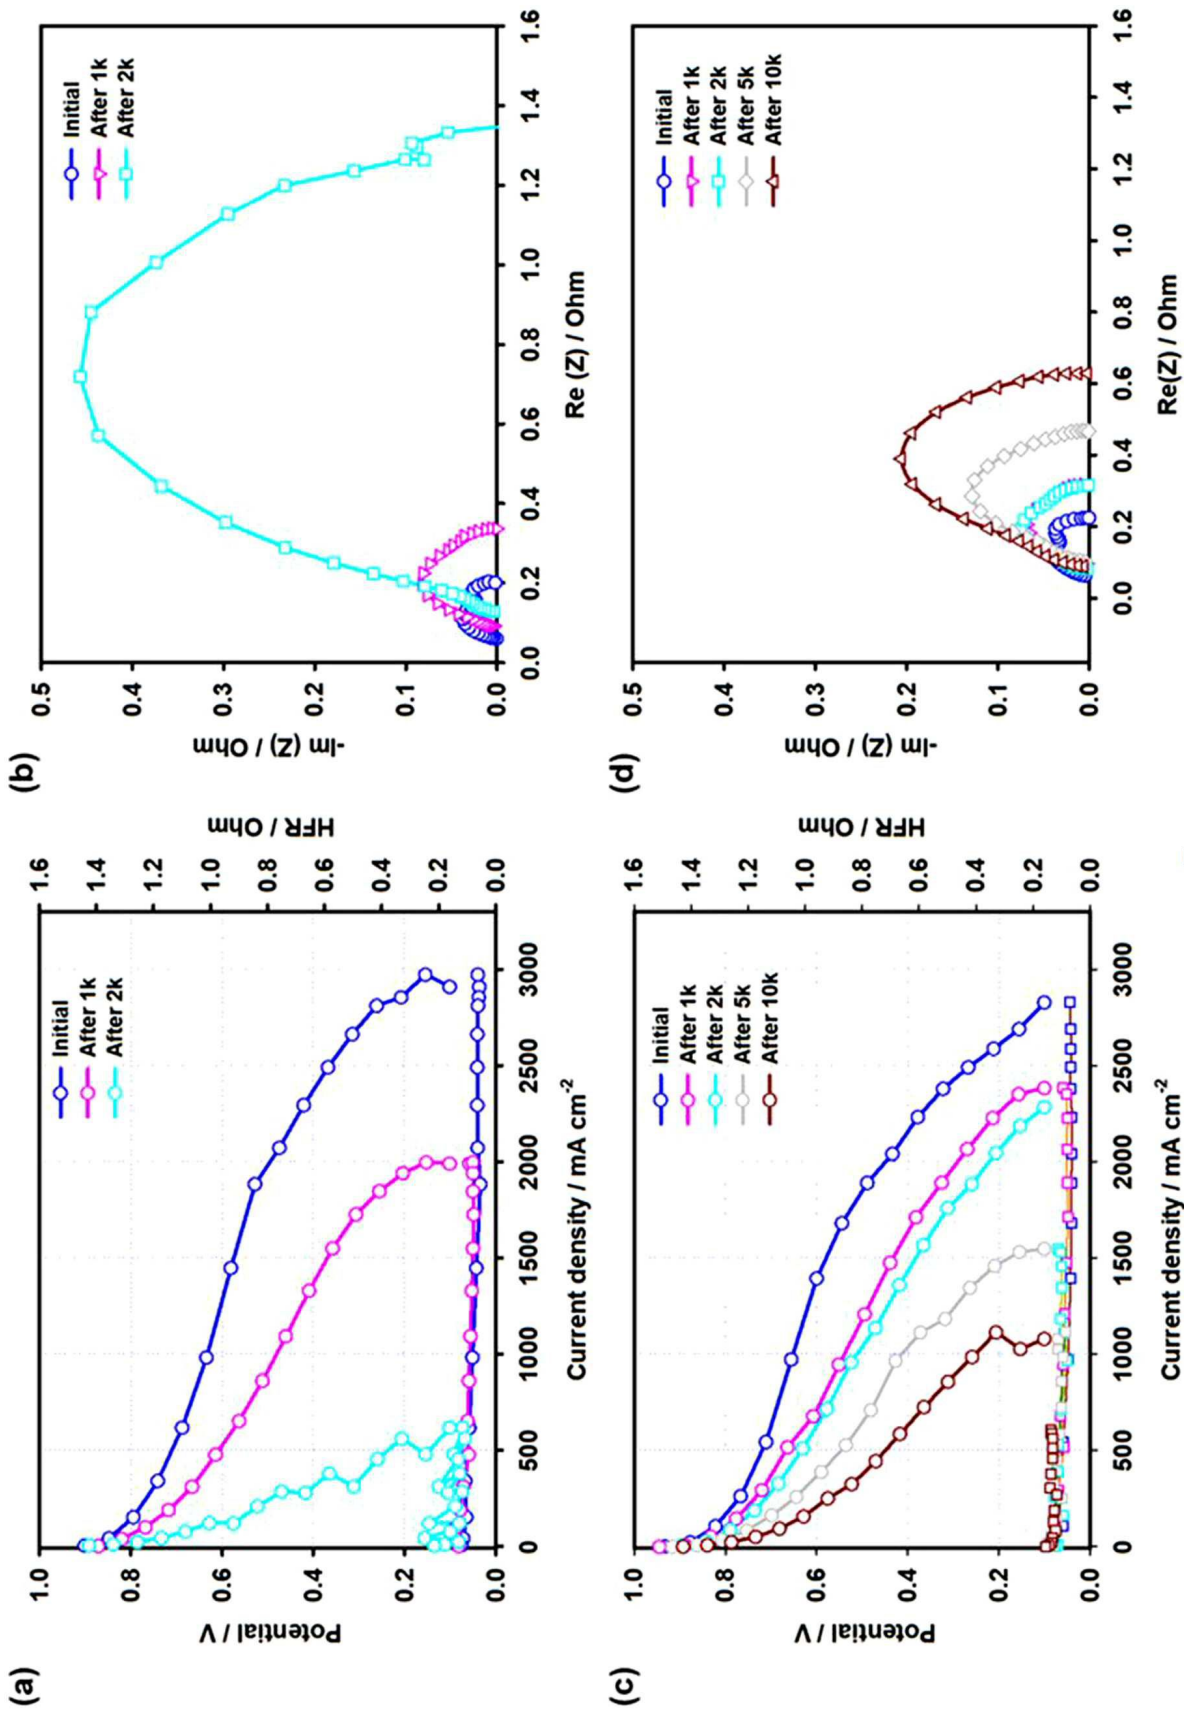 (a)
Potential / V
1.0
0.8
0.6
0.4
0.2
0.0
0
500
1000
1500
2000
2500
3000
Current density / mA cm-2
1.6
1.4
1.2
1.0
0.8
0.6
0.4
0.2
0.0
HFR / Ohm
Initial
After 1k
After 2k
(b)
-Im (Z) / Ohm
0.5
0.4
0.3
0.2
0.1
0.0
0.0
0.2
0.4
0.6
0.8
1.0
1.2
1.4
1.6
Re (Z) / Ohm
Initial
After 1k
After 2k
(c)
Potential / V
1.0
0.8
0.6
0.4
0.2
0.0
0
500
1000
1500
2000
2500
3000
Current density / mA cm-2
1.6
1.4
1.2
1.0
0.8
0.6
0.4
0.2
0.0
HFR / Ohm
Initial
After 1k
After 2k
After 5k
After 10k
(d)
-Im (Z) / Ohm
0.5
0.4
0.3
0.2
0.1
0.0
0.0
0.2
0.4
0.6
0.8
1.0
1.2
1.4
1.6
Re(Z) / Ohm
Initial
After 1k
After 2k
After 5k
After 10k